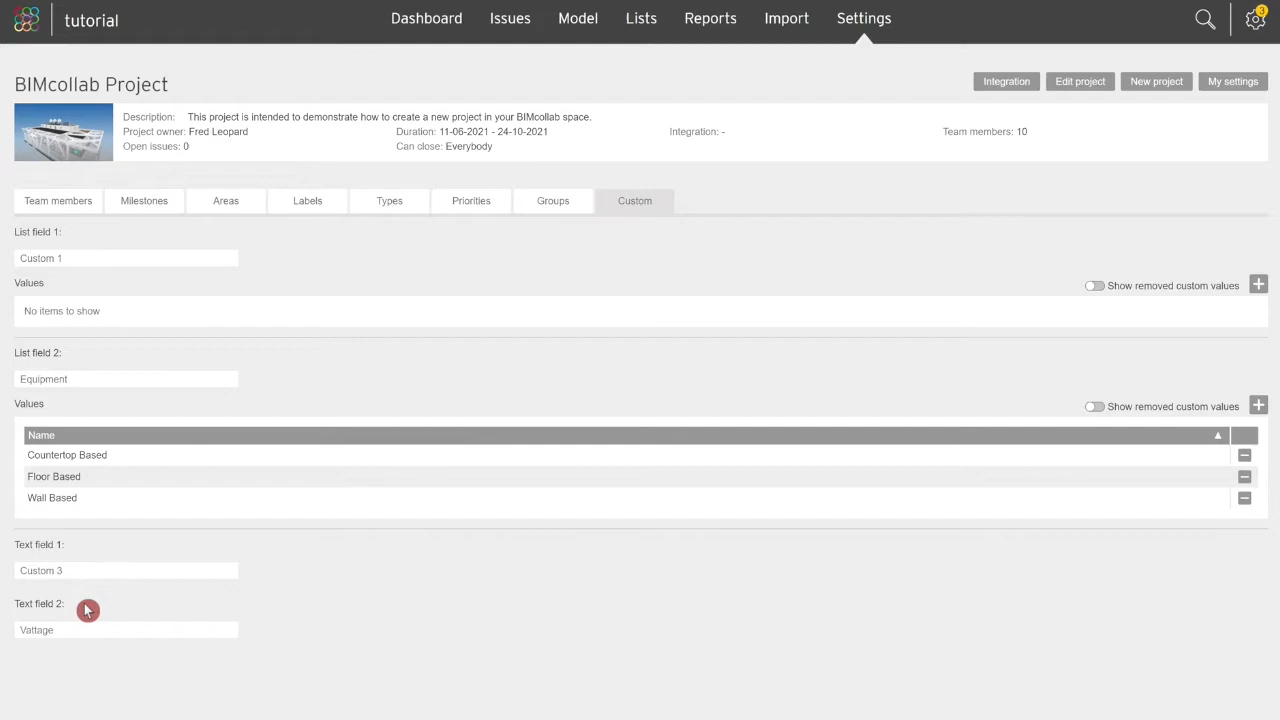 tutorial
Dashboard Issues Model Lists Reports Import Settings
3
BIMcollab Project
Integration Edit project New project My settings
Description: This project is intended to demonstrate how to create a new project in your BIMcollab space.
Project owner: Fred Leopard Duration: 11-06-2021 - 24-10-2021 Integration: - Team members: 10
Open issues: 0 Can close: Everybody
Team members Milestones Areas Labels Types Priorities Groups Custom
List field 1:
Custom 1
Values Show removed custom values
No items to show
List field 2:
Equipment
Values Show removed custom values
Name
Countertop Based
Floor Based
Wall Based
Text field 1:
Custom 3
Text field 2:
Vattage